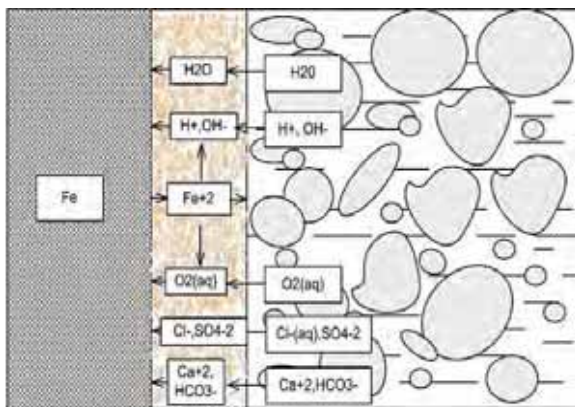 H2O H20
H+,OH- H+, OH-
Fe Fe+2
O2(aq) O2(aq)
Cl-,SO4-2 Cl-(aq),SO4-2
Ca+2,
HCO3- Ca+2,HCO3-